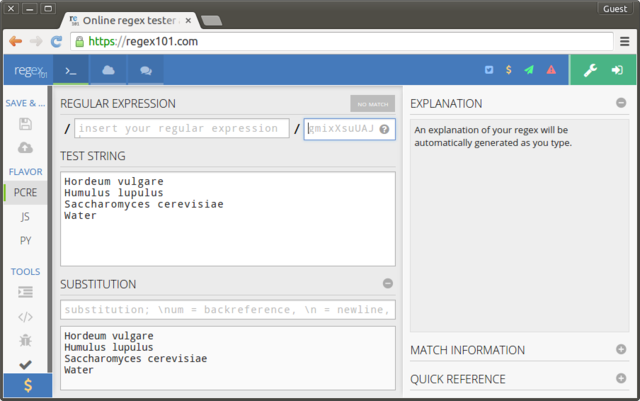 Guest
Online regex tester
https://regex101.com
regex101
SAVE & ...
FLAVOR
PCRE
JS
PY
TOOLS
$
REGULAR EXPRESSION
NO MATCH
/ insert your regular expression / gmixXsuUAJ ?
TEST STRING
Hordeum vulgare
Humulus lupulus
Saccharomyces cerevisiae
Water
SUBSTITUTION
substitution; \num = backreference, \n = newline,
Hordeum vulgare
Humulus lupulus
Saccharomyces cerevisiae
Water
$
EXPLANATION
An explanation of your regex will be
automatically generated as you type.
MATCH INFORMATION
QUICK REFERENCE